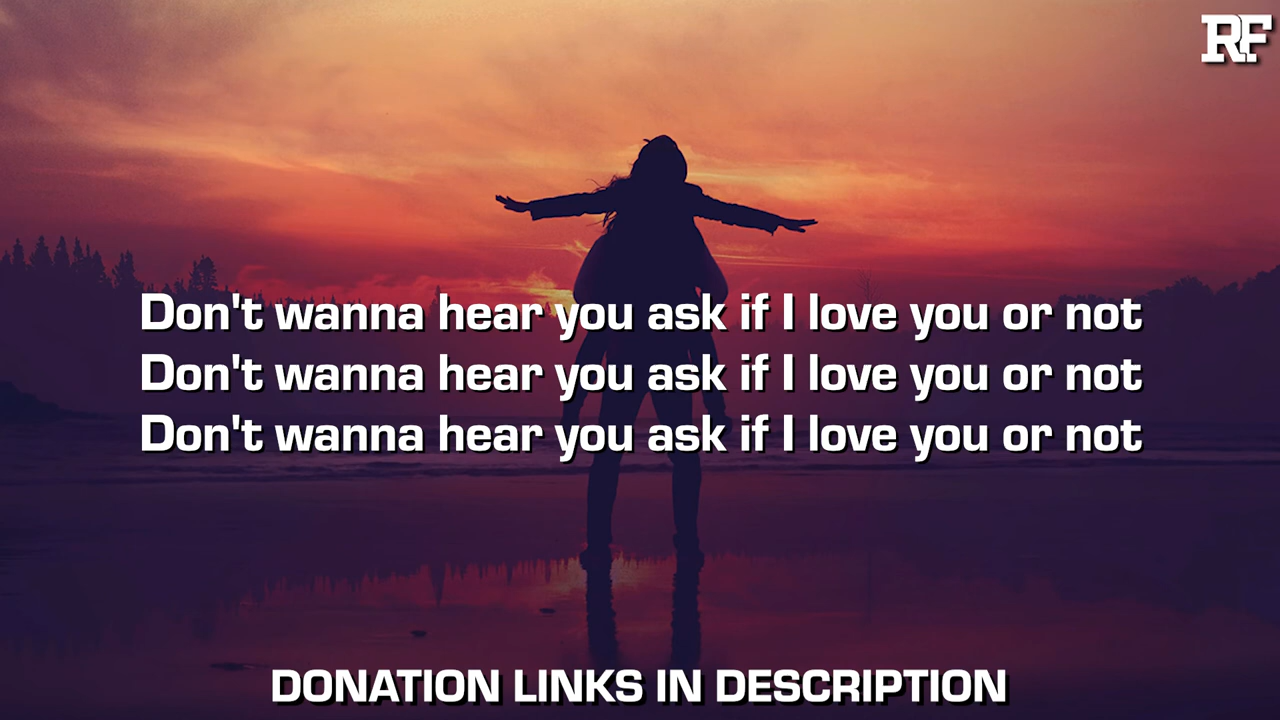 RF
Don't wanna hear you ask if I love you or not
Don't wanna hear you ask if I love you or not
Don't wanna hear you ask if I love you or not
DONATION LINKS IN DESCRIPTION